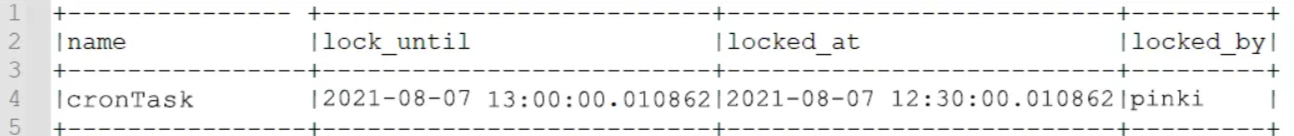 1 +--------------- +-------------------------+-------------------------+---------+
2 |name |lock_until |locked_at |locked_by|
3 +----------------+-------------------------+-------------------------+---------+
4 |cronTask |2021-08-07 13:00:00.010862|2021-08-07 12:30:00.010862|pinki |
5 +----------------+-------------------------+-------------------------+---------+